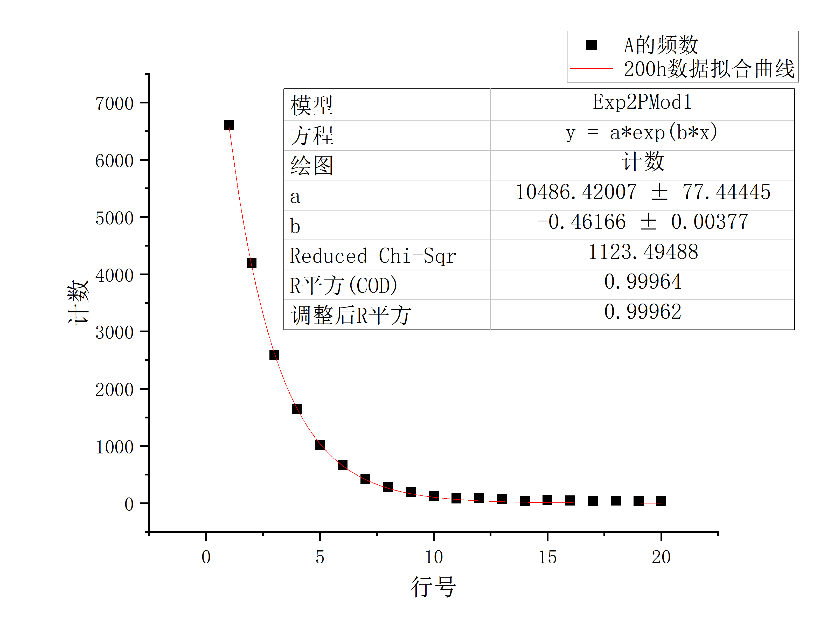 A的频数
200h数据拟合曲线
模型 Exp2PMod1
方程 y = a*exp(b*x)
绘图 计数
a 10486.42007 ± 77.44445
b -0.46166 ± 0.00377
Reduced Chi-Sqr 1123.49488
R平方(COD) 0.99964
调整后R平方 0.99962
7000
6000
5000
4000
3000
2000
1000
0
计数
0 5 10 15 20
行号